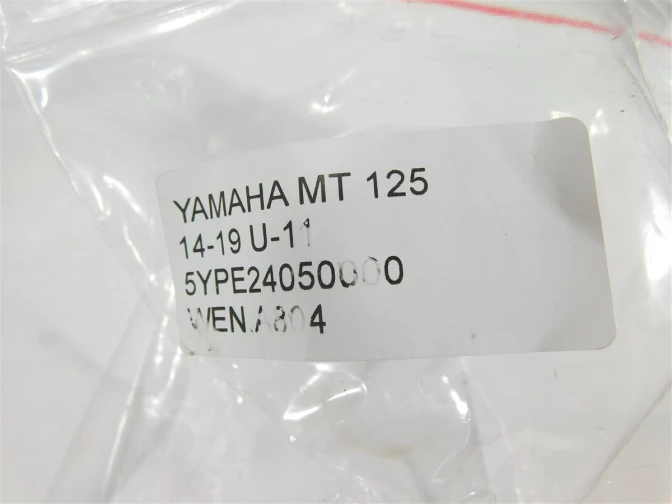 YAMAHA MT 125
14-19 U-11
5YPE24050000
WEN.A804